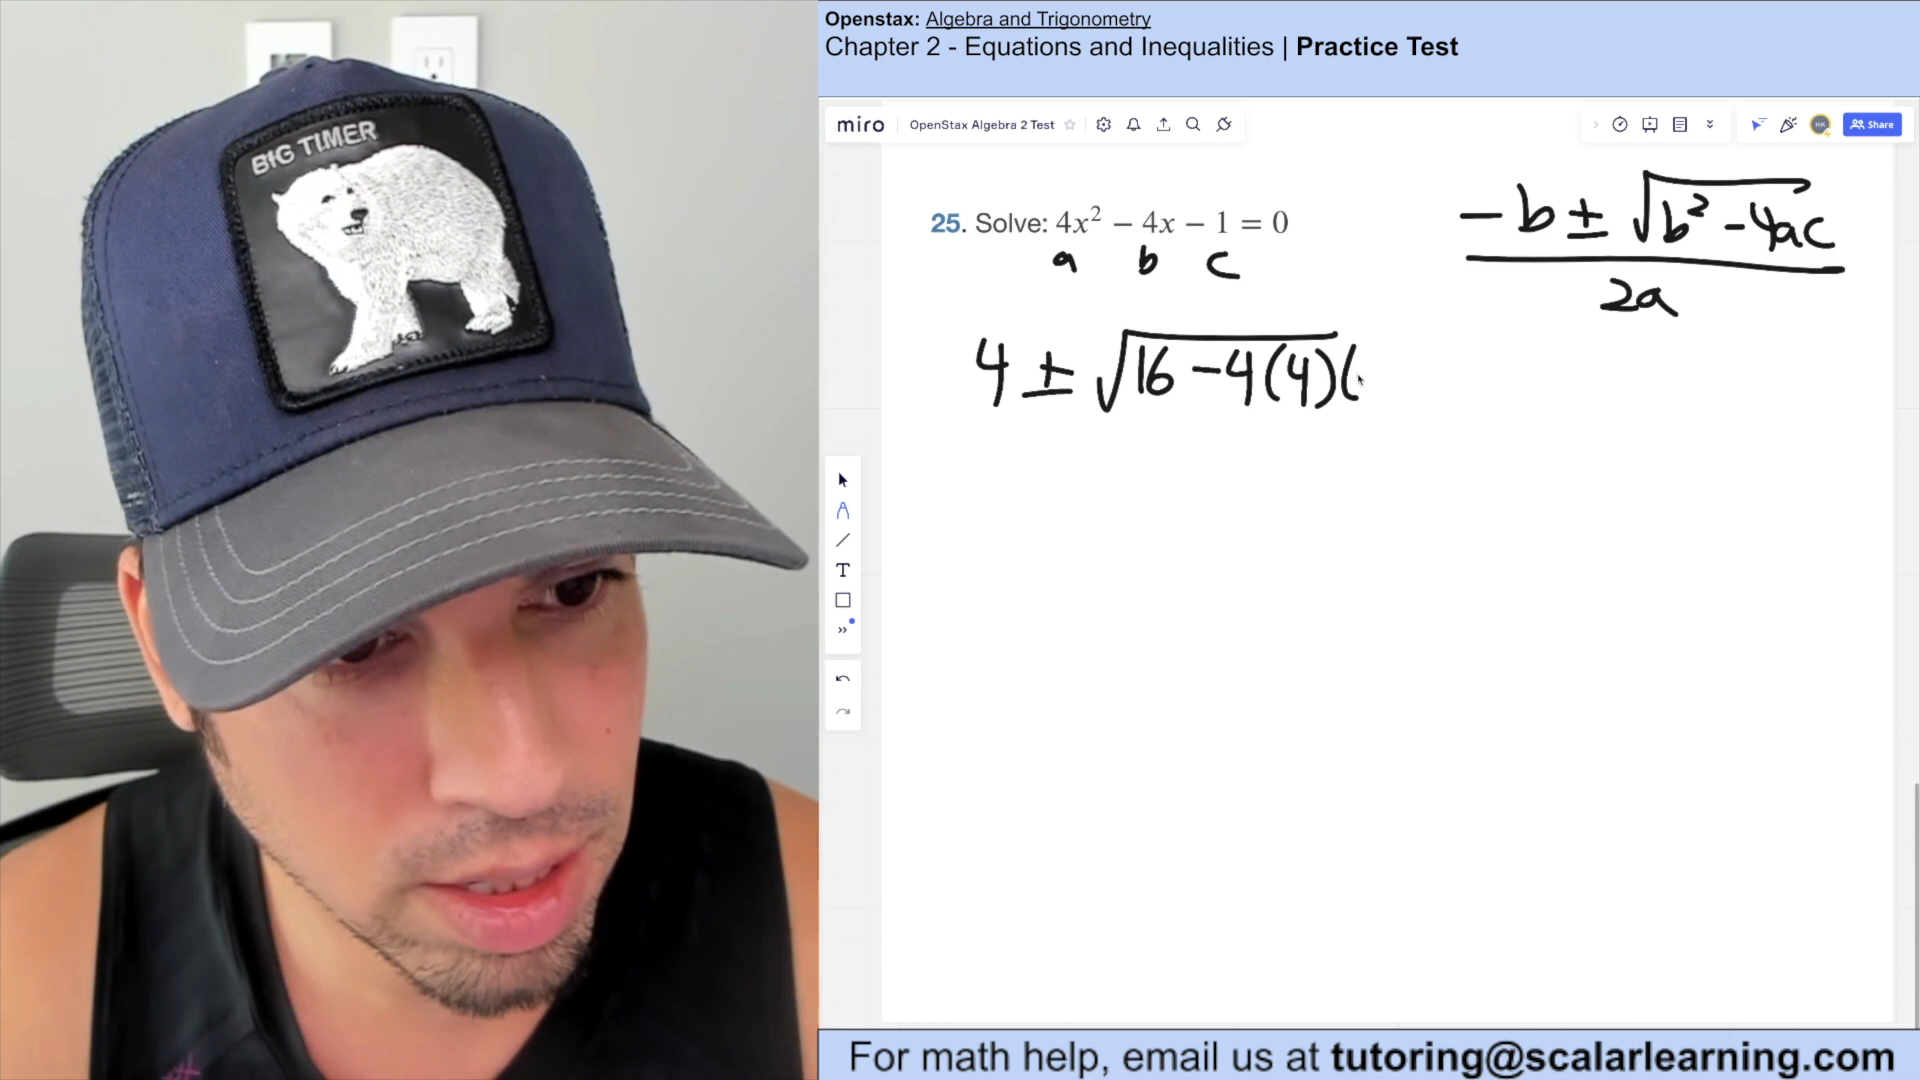 BIG TIMER
Openstax: Algebra and Trigonometry
Chapter 2 - Equations and Inequalities | Practice Test
miro OpenStax Algebra 2 Test
Share
25. Solve: 4x² − 4x − 1 = 0
a b c
−b ± √b² −4ac
2a
4 ± √16 −4(4)(
T
For math help, email us at tutoring@scalarlearning.com